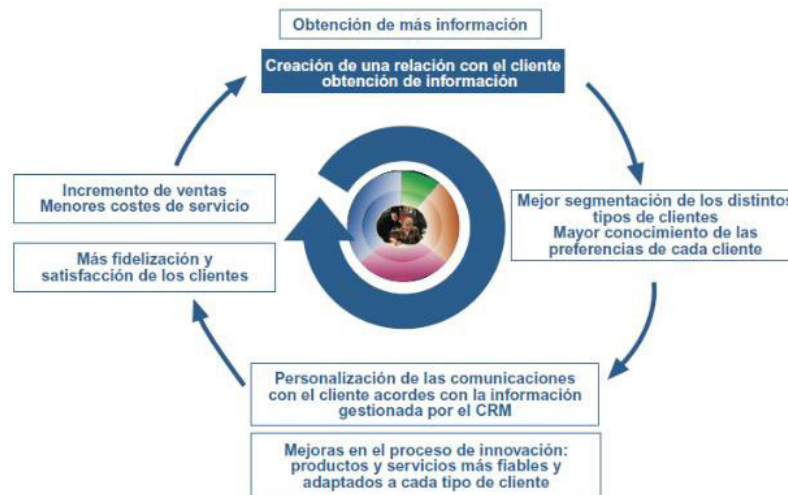 Obtención de más información
Creación de una relación con el cliente
obtención de información
Mejor segmentación de los distintos
tipos de clientes
Mayor conocimiento de las
preferencias de cada cliente
Personalización de las comunicaciones
con el cliente acordes con la información
gestionada por el CRM
Mejoras en el proceso de innovación:
productos y servicios más fiables y
adaptados a cada tipo de cliente
Más fidelización y
satisfacción de los clientes
Incremento de ventas
Menores costes de servicio